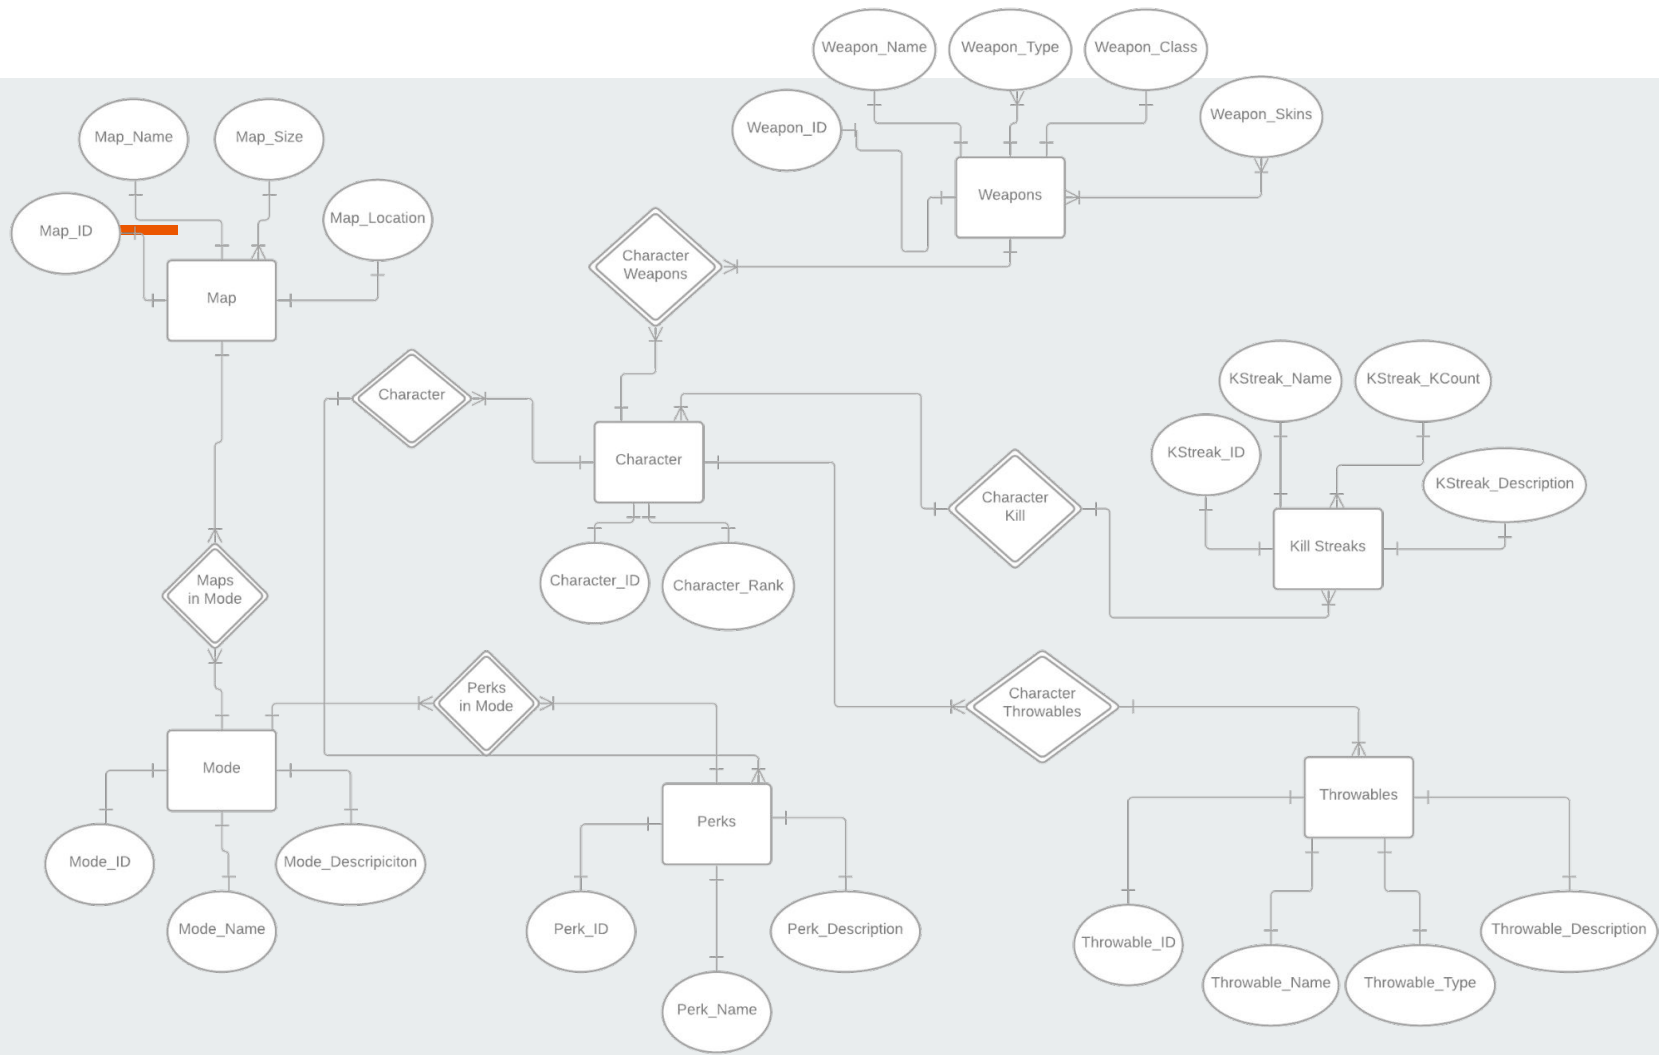 Weapon_Name
Weapon_Type
Weapon_Class
Weapon_ID
Weapon_Skins
Map_Name
Map_Size
Map_ID
Map_Location
Weapons
Map
Character
Weapons
Character
Character
KStreak_Name
KStreak_KCount
KStreak_ID
KStreak_Description
Character
Kill
Kill Streaks
Character_ID
Character_Rank
Maps
in Mode
Perks
in Mode
Character
Throwables
Mode
Perks
Throwables
Mode_ID
Mode_Descripiciton
Mode_Name
Perk_ID
Perk_Description
Perk_Name
Throwable_ID
Throwable_Name
Throwable_Type
Throwable_Description